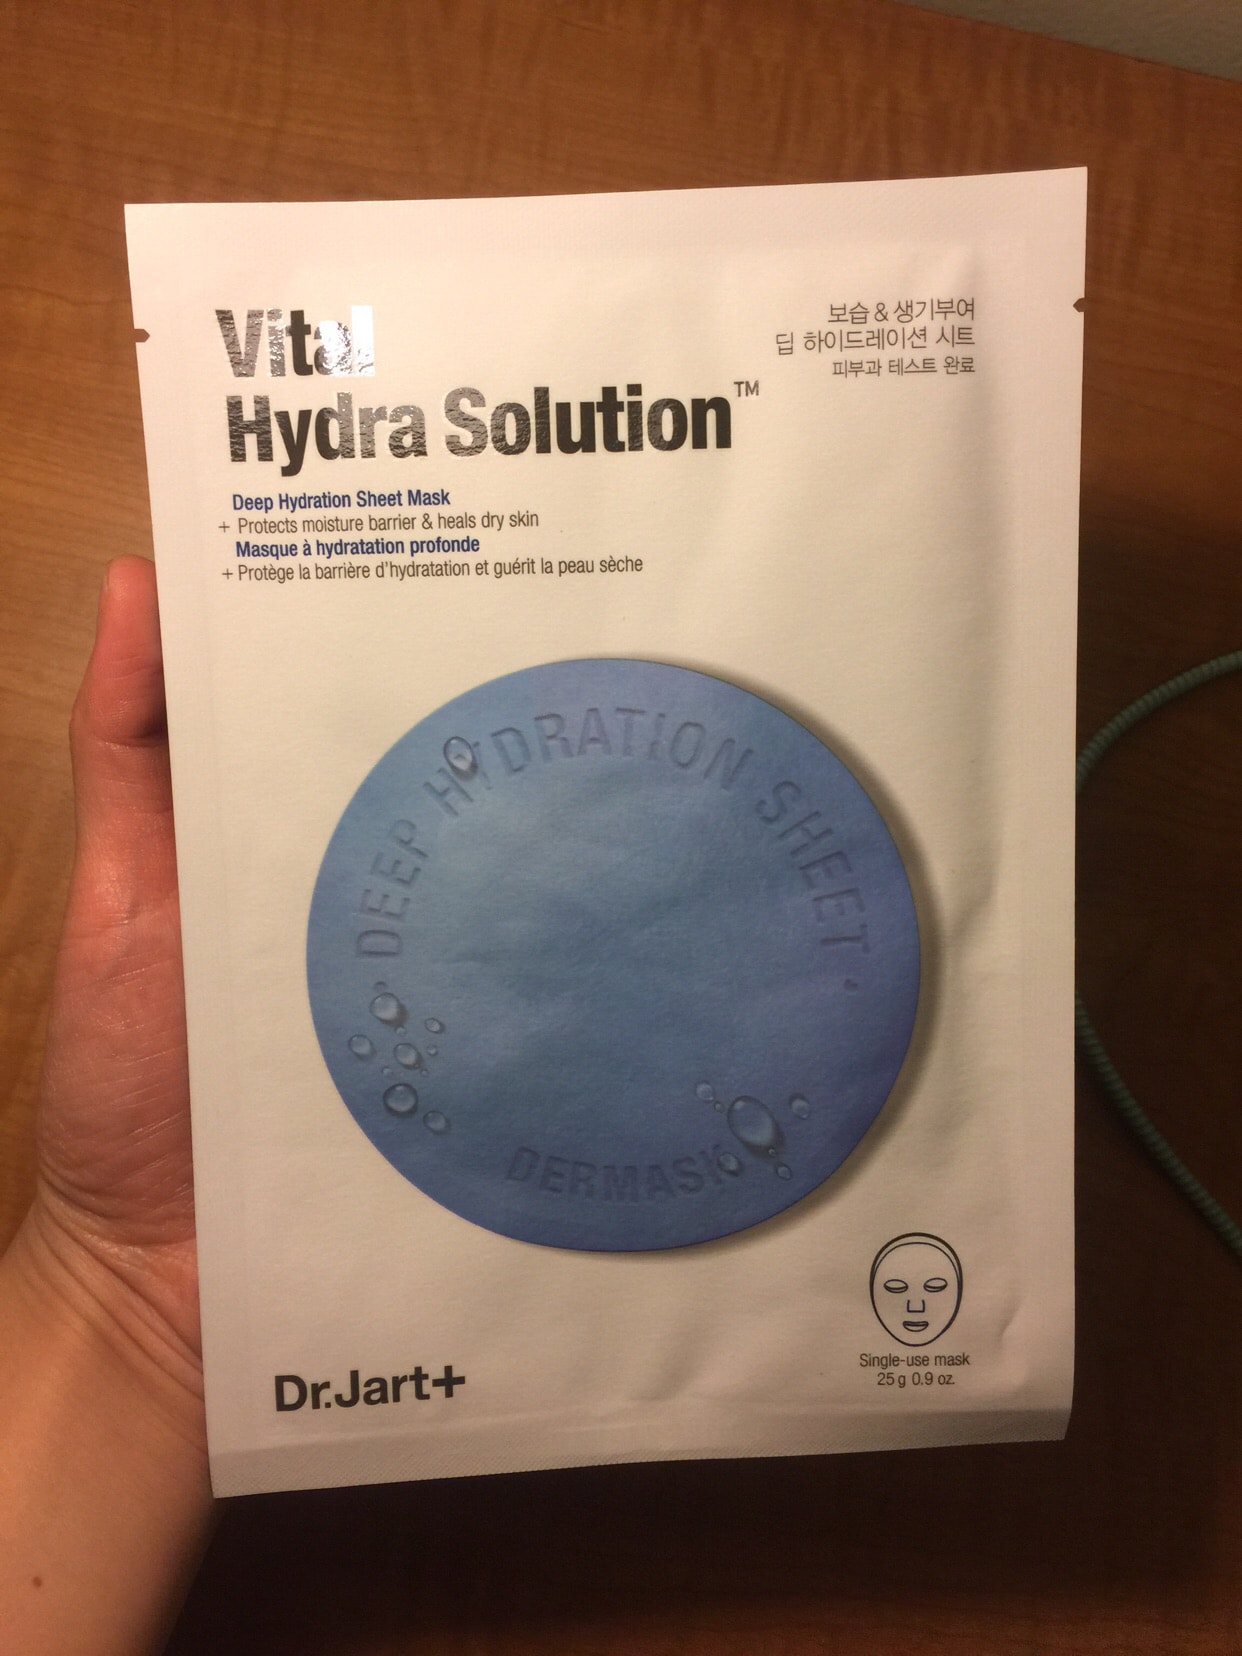 Vital
Hydra Solution™
보습 & 생기부여
딥 하이드레이션 시트
피부과 테스트 완료
Deep Hydration Sheet Mask
+ Protects moisture barrier & heals dry skin
Masque à hydratation profonde
+ Protège la barrière d'hydratation et guérit la peau sèche
• DEEP HYDRATION SHEET •
DERMASK
Single-use mask
25 g 0.9 oz.
Dr.Jart+